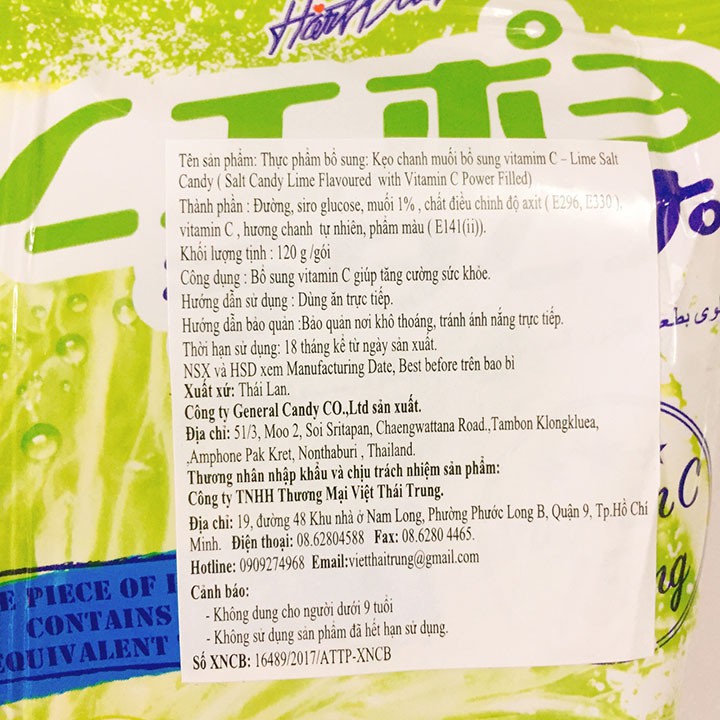 Tên sản phẩm: Thực phẩm bổ sung: Kẹo chanh muối bổ sung vitamim C – Lime Salt
Candy ( Salt Candy Lime Flavoured with Vitamin C Power Filled)
Thành phần : Đường, siro glucose, muối 1% , chất điều chỉnh độ axit ( E296, E330 ),
vitamin C , hương chanh tự nhiên, phẩm màu ( E141(ii)).
Khối lượng tịnh : 120 g /gói
Công dụng : Bổ sung vitamin C giúp tăng cường sức khỏe.
Hướng dẫn sử dụng : Dùng ăn trực tiếp.
Hướng dẫn bảo quản :Bảo quản nơi khô thoáng, tránh ánh nắng trực tiếp.
Thời hạn sử dụng: 18 tháng kể từ ngày sản xuất.
NSX và HSD xem Manufacturing Date, Best before trên bao bì
Xuất xứ: Thái Lan.
Công ty General Candy CO.,Ltd sản xuất.
Địa chỉ: 51/3, Moo 2, Soi Sritapan, Chaengwattana Road.,Tambon Klongkluea,
,Amphone Pak Kret, Nonthaburi , Thailand.
Thương nhân nhập khẩu và chịu trách nhiệm sản phẩm:
Công ty TNHH Thương Mại Việt Thái Trung.
Địa chỉ: 19, đường 48 Khu nhà ở Nam Long, Phường Phước Long B, Quận 9, Tp.Hồ Chí
Minh. Điện thoại: 08.62804588 Fax: 08.6280 4465.
Hotline: 0909274968 Email:vietthaitrung@gmail.com
Cảnh báo:
- Không dung cho người dưới 9 tuổi
- Không sử dụng sản phẩm đã hết hạn sử dụng.
Số XNCB: 16489/2017/ATTP-XNCB
PIECE OF
CONTAINS
EQUIVALENT
C